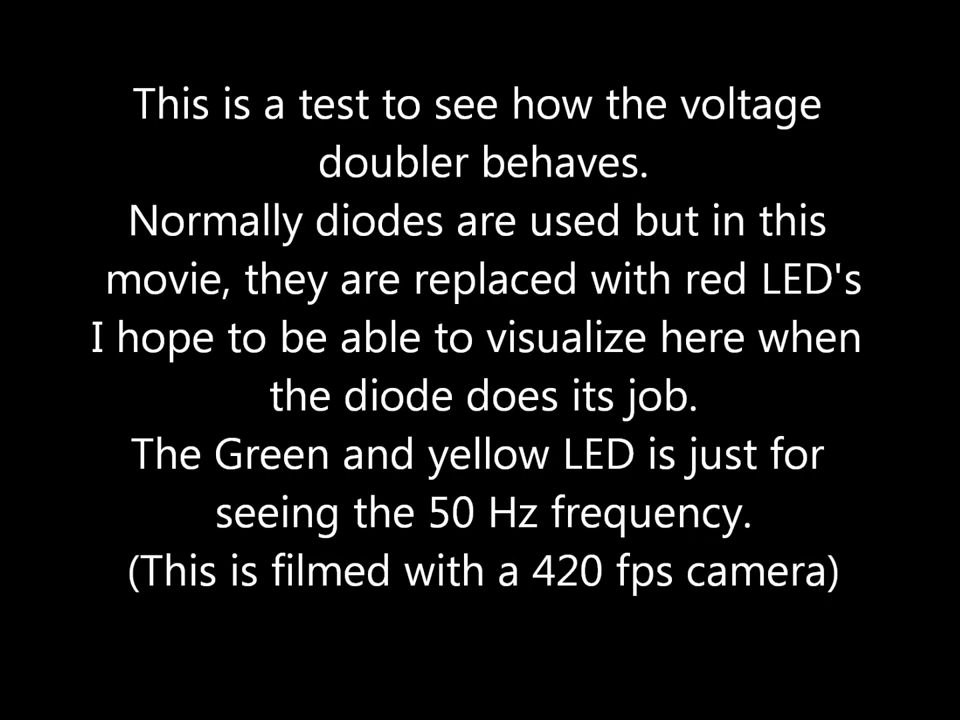 This is a test to see how the voltage
doubler behaves.
Normally diodes are used but in this
movie, they are replaced with red LED's
I hope to be able to visualize here when
the diode does its job.
The Green and yellow LED is just for
seeing the 50 Hz frequency.
(This is filmed with a 420 fps camera)